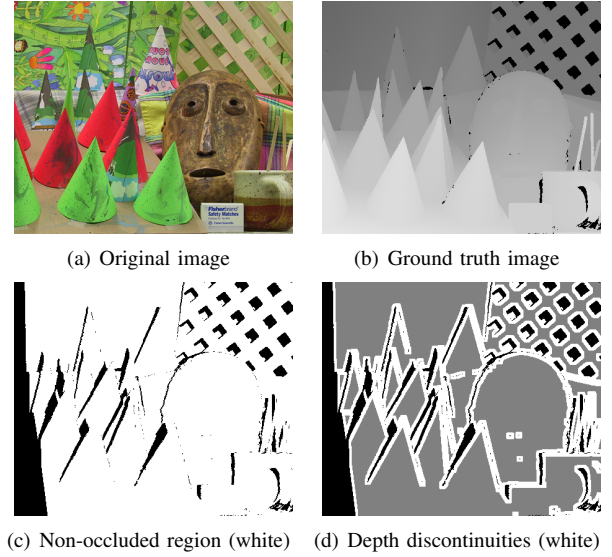 Fisherbrand
Safety Matches
(a) Original image
(b) Ground truth image
(c) Non-occluded region (white)
(d) Depth discontinuities (white)